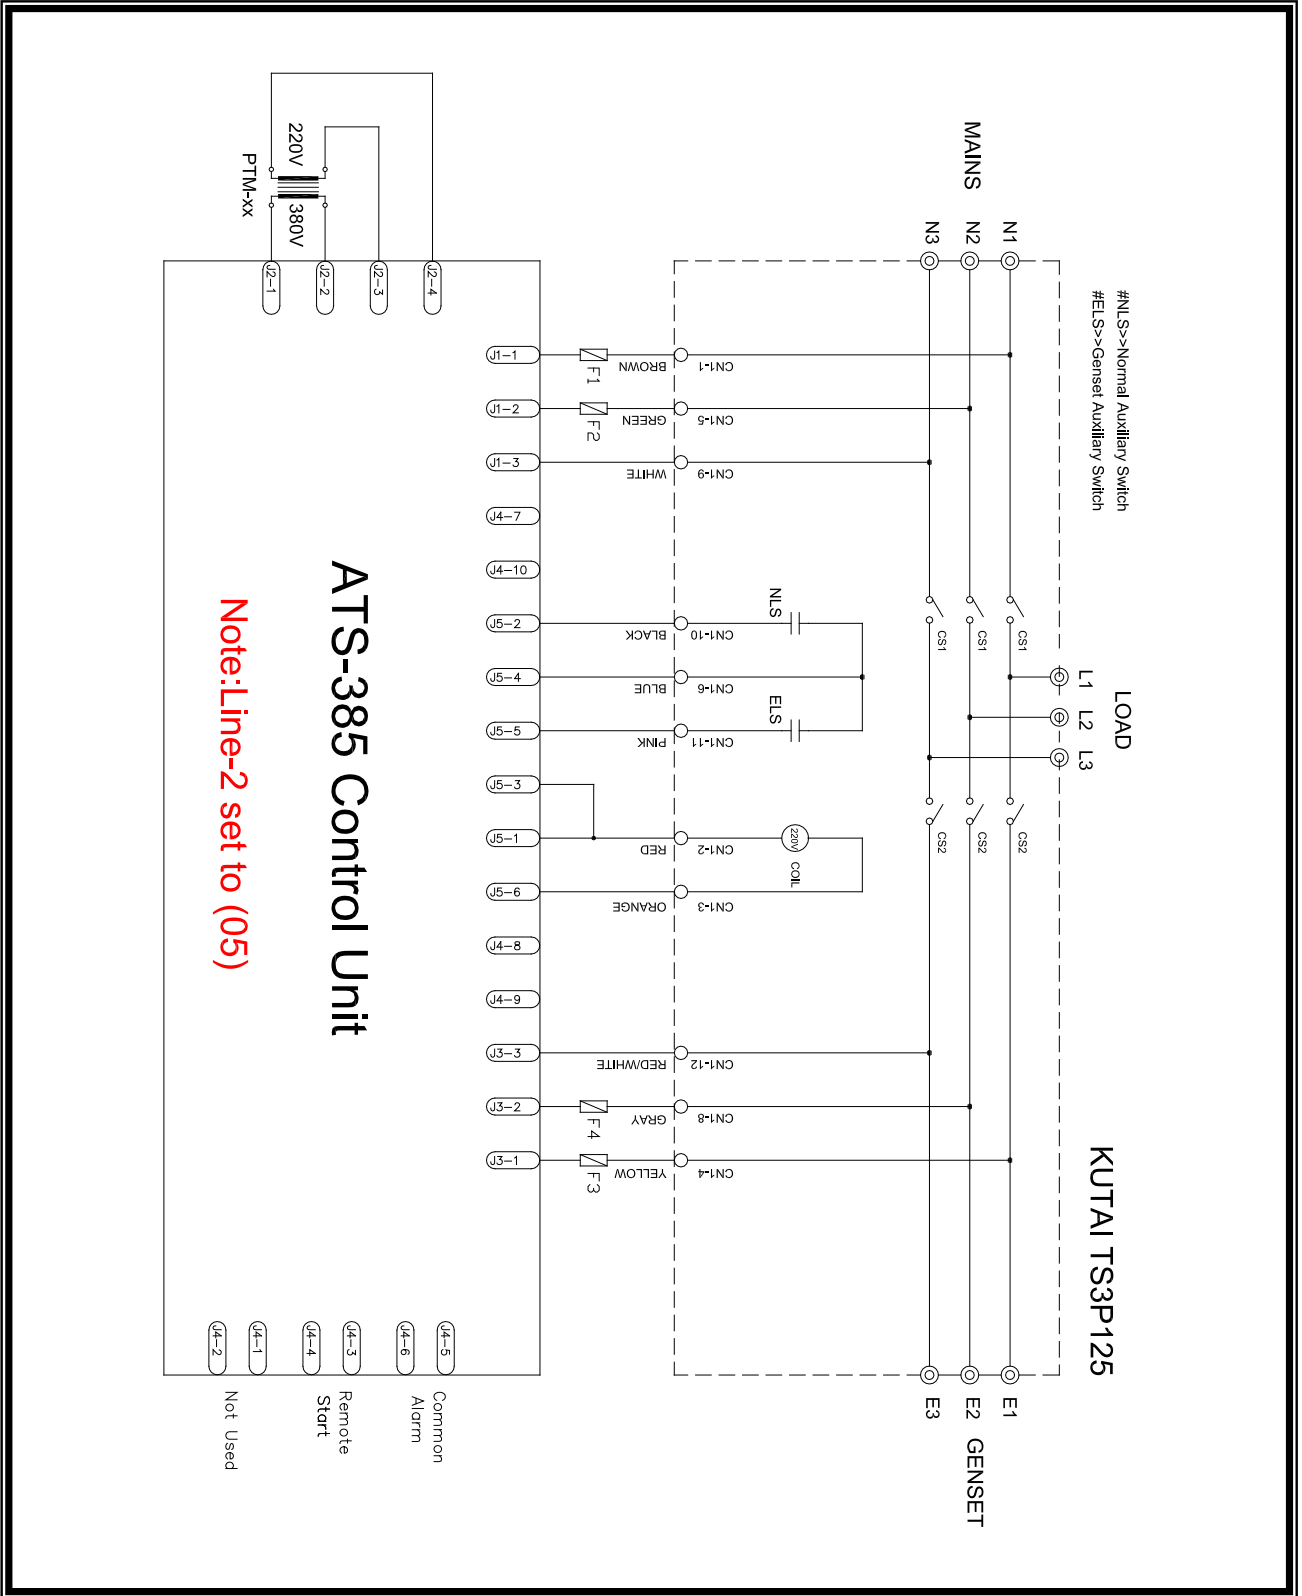 KUTAI TS3P125
#NLS>>Normal Auxiliary Switch
#ELS>>Genset Auxiliary Switch
LOAD
L1
L2
L3
MAINS
N1
N2
N3
CS1
CS1
CS1
CS2
CS2
CS2
E1
E2
E3
GENSET
NLS
ELS
220V
COIL
CN1-1
CN1-5
CN1-9
CN1-10
CN1-6
CN1-11
CN1-2
CN1-3
CN1-12
CN1-8
CN1-4
BROWN
GREEN
WHITE
BLACK
BLUE
PINK
RED
ORANGE
RED/WHITE
GRAY
YELLOW
F1
F2
F4
F3
J1-1
J1-2
J1-3
J4-7
J4-10
J5-2
J5-4
J5-5
J5-3
J5-1
J5-6
J4-8
J4-9
J3-3
J3-2
J3-1
220V
380V
PTM-xx
J2-4
J2-3
J2-2
J2-1
ATS-385 Control Unit
Note:Line-2 set to (05)
J4-5
J4-6
J4-3
J4-4
J4-1
J4-2
Common
Alarm
Remote
Start
Not Used